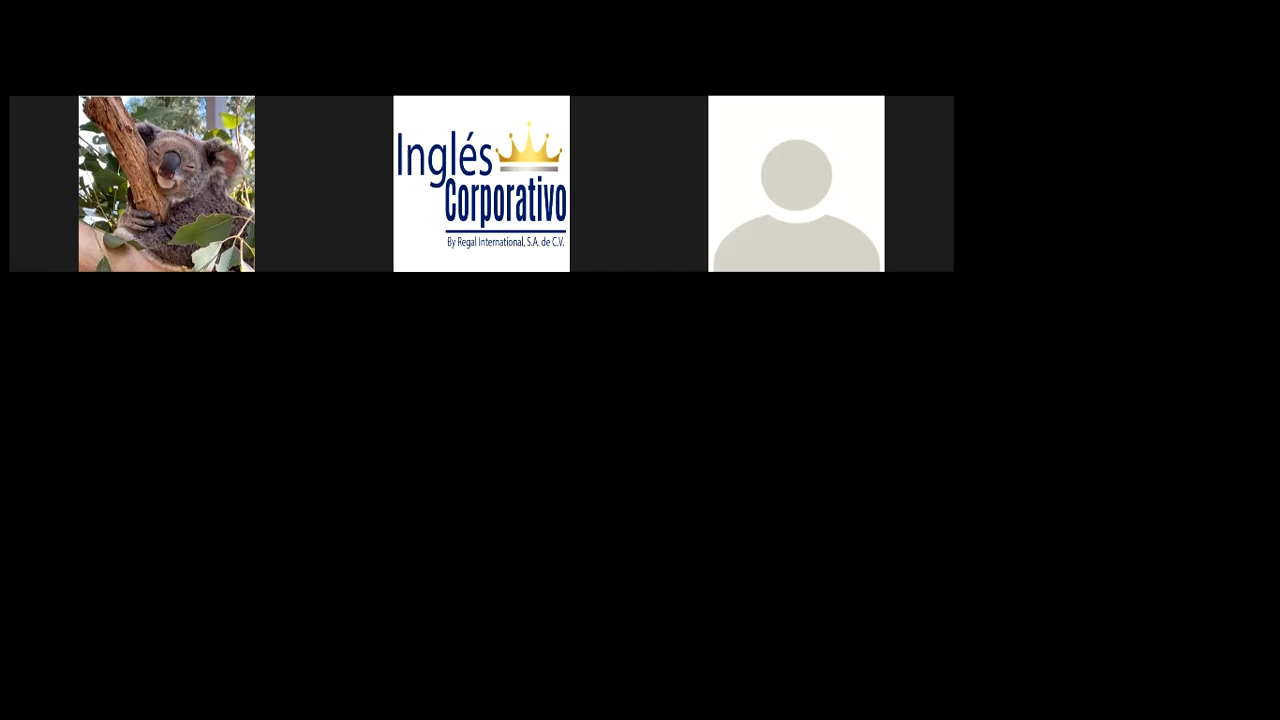 Inglés
Corporativo
By Regal International, S.A. de C.V.